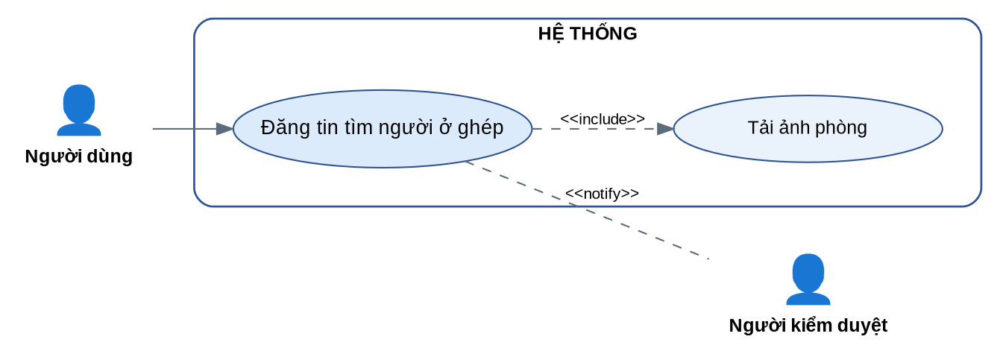 HỆ THỐNG
Đăng tin tìm người ở ghép
<<include>>
Tải ảnh phòng
Người dùng
<<notify>>
Người kiểm duyệt